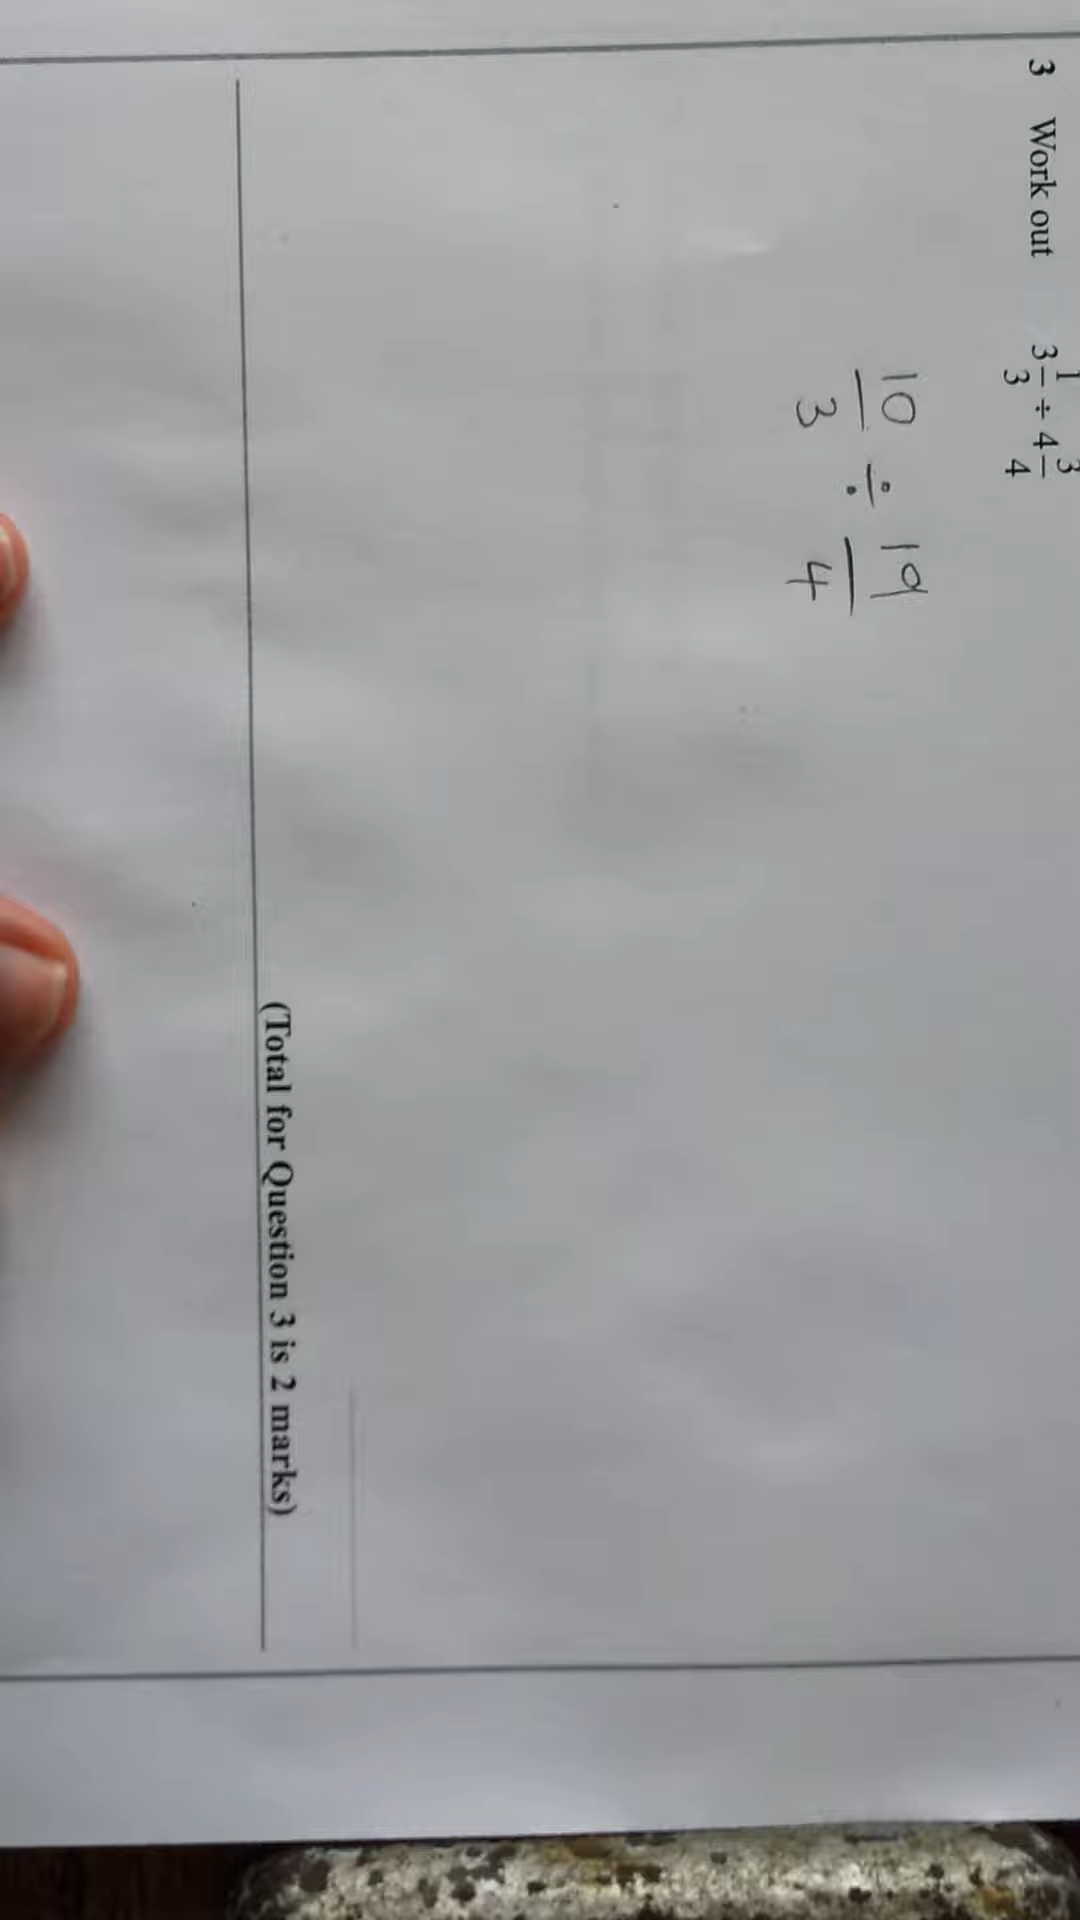 3 Work out 3 1/3 ÷ 4 3/4
10/3 ÷ 19/4
(Total for Question 3 is 2 marks)